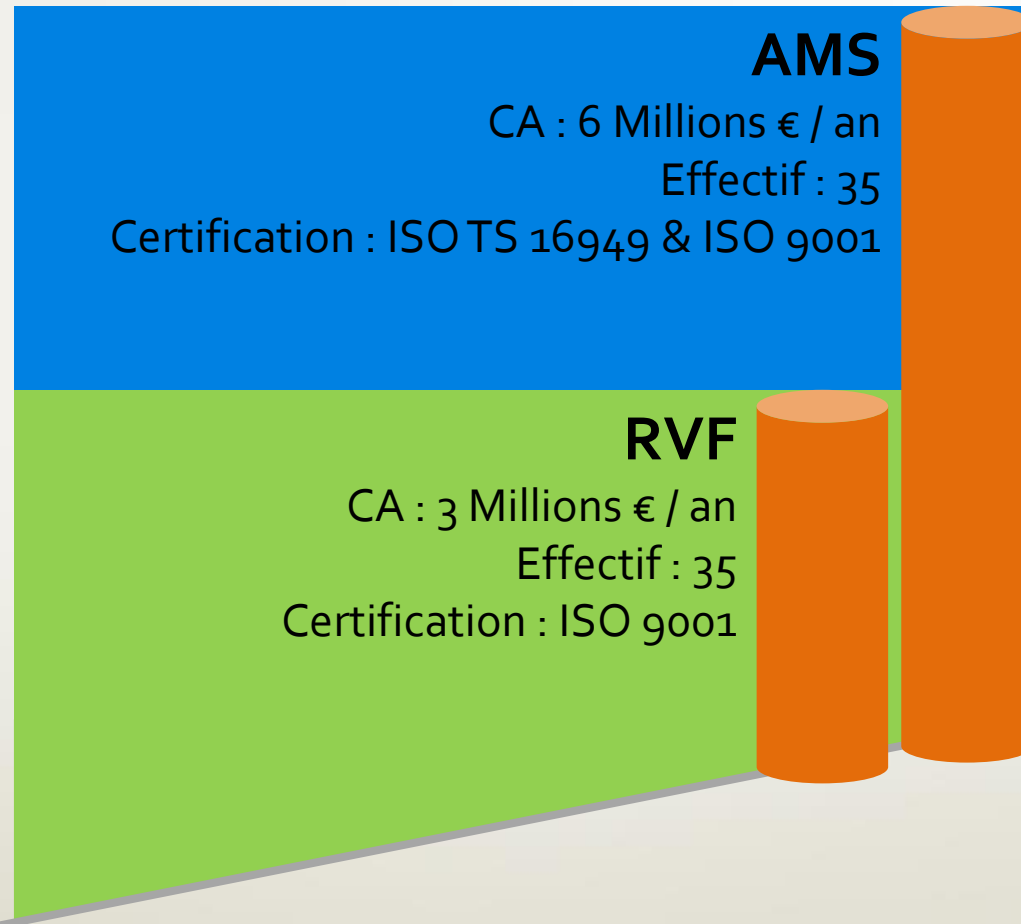 AMS
CA : 6 Millions € / an
Effectif : 35
Certification : ISO TS 16949 & ISO 9001
RVF
CA : 3 Millions € / an
Effectif : 35
Certification : ISO 9001